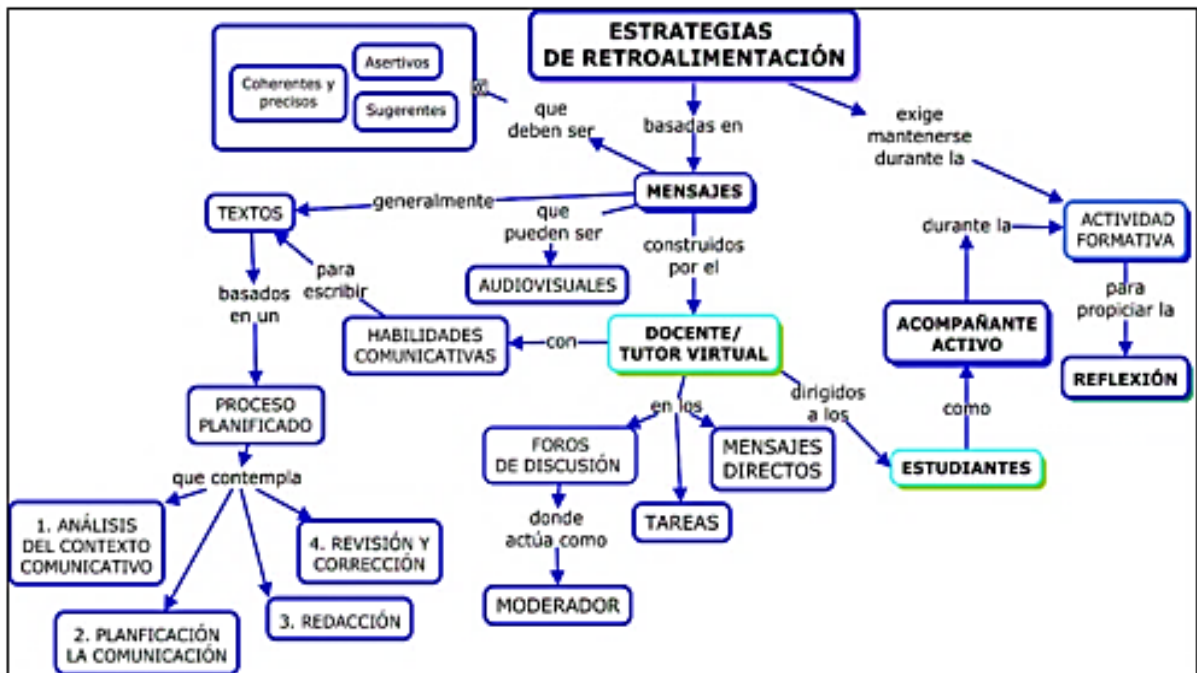 ESTRATEGIAS
DE RETROALIMENTACIÓN
Coherentes y
precisos
Asertivos
Sugerentes
que
deben ser
basadas en
exige
mantenerse
durante la
MENSAJES
generalmente
TEXTOS
que
pueden ser
AUDIOVISUALES
construidos
por el
durante la
ACTIVIDAD
FORMATIVA
basados
en un
para
escribir
HABILIDADES
COMUNICATIVAS
con
DOCENTE/
TUTOR VIRTUAL
ACOMPAÑANTE
ACTIVO
para
propiciar la
REFLEXIÓN
PROCESO
PLANIFICADO
en los
dirigidos
a los
como
ESTUDIANTES
FOROS
DE DISCUSIÓN
MENSAJES
DIRECTOS
TAREAS
que contempla
donde
actúa como
MODERADOR
1. ANÁLISIS
DEL CONTEXTO
COMUNICATIVO
4. REVISIÓN Y
CORRECCIÓN
2. PLANFICACIÓN
LA COMUNICACIÓN
3. REDACCIÓN